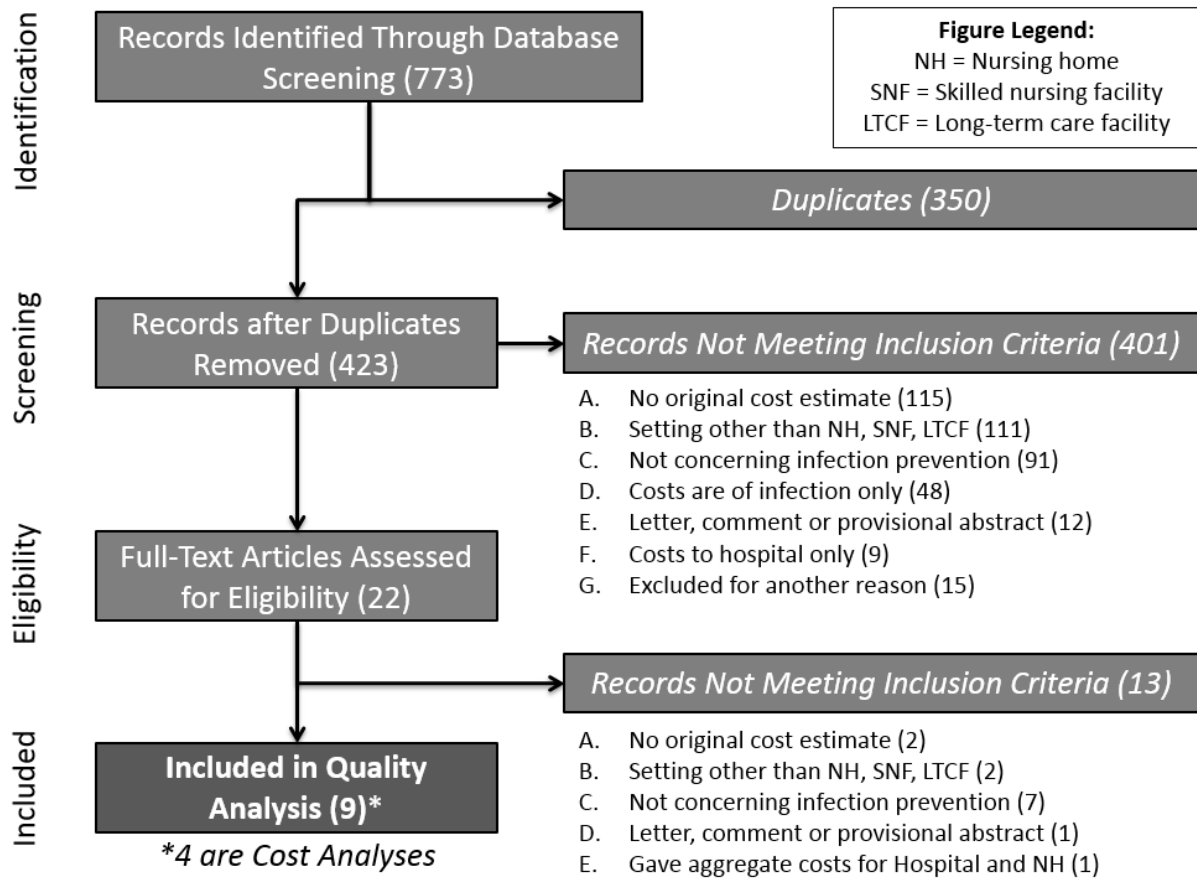 Identification
Records Identified Through Database
Screening (773)
Figure Legend:
NH = Nursing home
SNF = Skilled nursing facility
LTCF = Long-term care facility
Duplicates (350)
Screening
Records after Duplicates
Removed (423)
Records Not Meeting Inclusion Criteria (401)
A. No original cost estimate (115)
B. Setting other than NH, SNF, LTCF (111)
C. Not concerning infection prevention (91)
D. Costs are of infection only (48)
E. Letter, comment or provisional abstract (12)
F. Costs to hospital only (9)
G. Excluded for another reason (15)
Eligibility
Full-Text Articles Assessed
for Eligibility (22)
Records Not Meeting Inclusion Criteria (13)
A. No original cost estimate (2)
B. Setting other than NH, SNF, LTCF (2)
C. Not concerning infection prevention (7)
D. Letter, comment or provisional abstract (1)
E. Gave aggregate costs for Hospital and NH (1)
Included
Included in Quality
Analysis (9)*
*4 are Cost Analyses